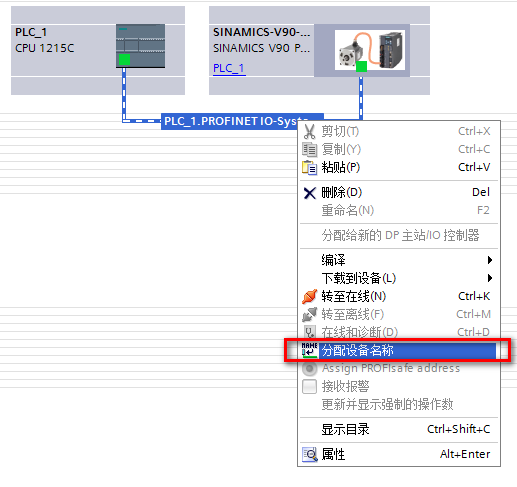 PLC_1
CPU 1215C
SINAMICS-V90-...
SINAMICS V90 P...
PLC_1
PLC_1.PROFINET IO-Syste...
剪切(T) Ctrl+X
复制(Y) Ctrl+C
粘贴(P) Ctrl+V
删除(D) Del
重命名(N) F2
分配给新的 DP 主站/IO 控制器
编译
下载到设备(L)
转至在线(N) Ctrl+K
转至离线(F) Ctrl+M
在线和诊断(D) Ctrl+D
NAME 分配设备名称
Assign PROFIsafe address
接收报警
更新并显示强制的操作数
显示目录 Ctrl+Shift+C
属性 Alt+Enter